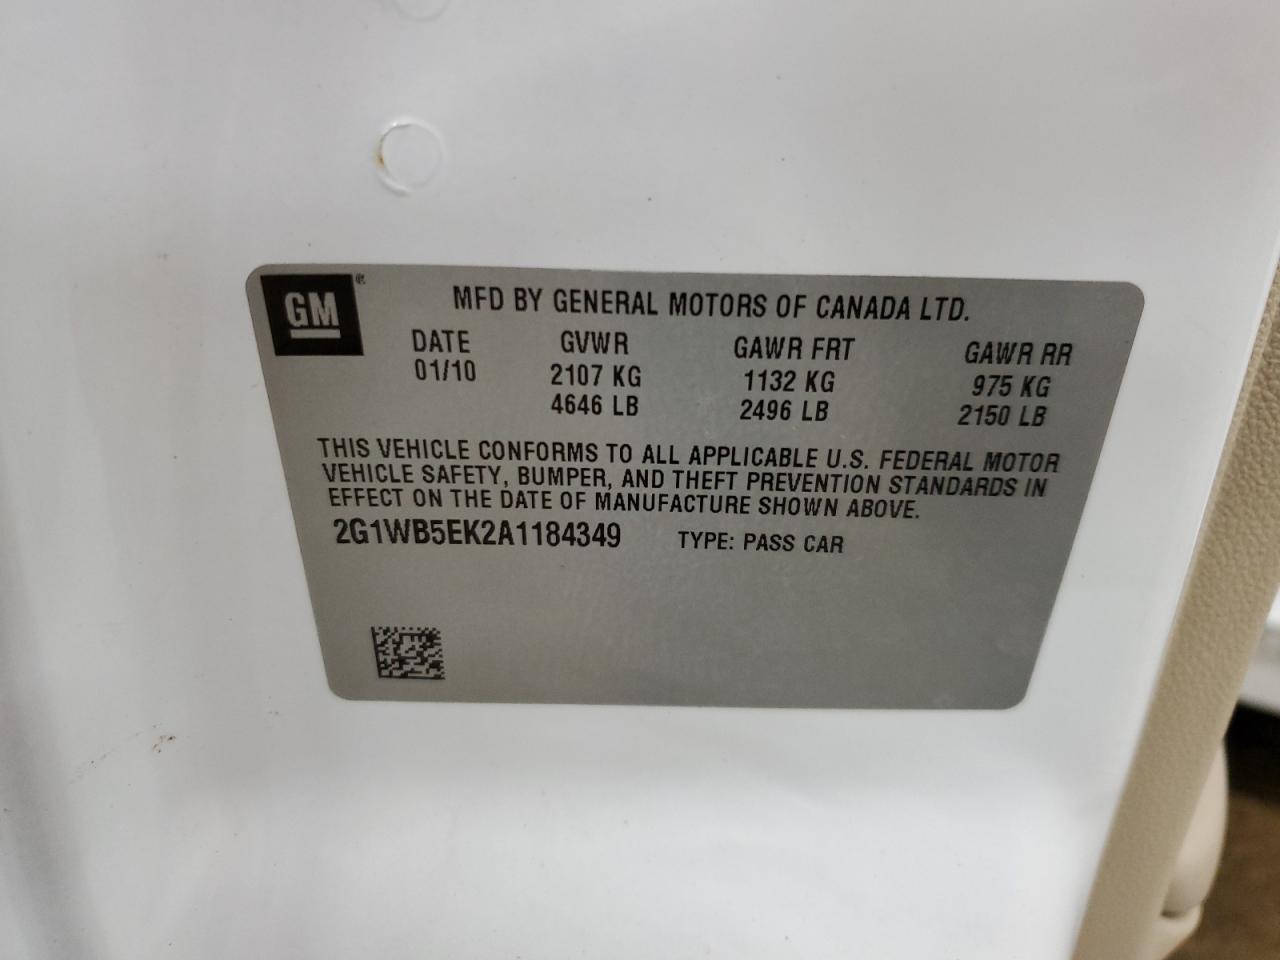 GM®
MFD BY GENERAL MOTORS OF CANADA LTD.
DATE GVWR GAWR FRT GAWR RR
01/10 2107 KG 1132 KG 975 KG
4646 LB 2496 LB 2150 LB
THIS VEHICLE CONFORMS TO ALL APPLICABLE U.S. FEDERAL MOTOR
VEHICLE SAFETY, BUMPER, AND THEFT PREVENTION STANDARDS IN
EFFECT ON THE DATE OF MANUFACTURE SHOWN ABOVE.
2G1WB5EK2A1184349 TYPE: PASS CAR